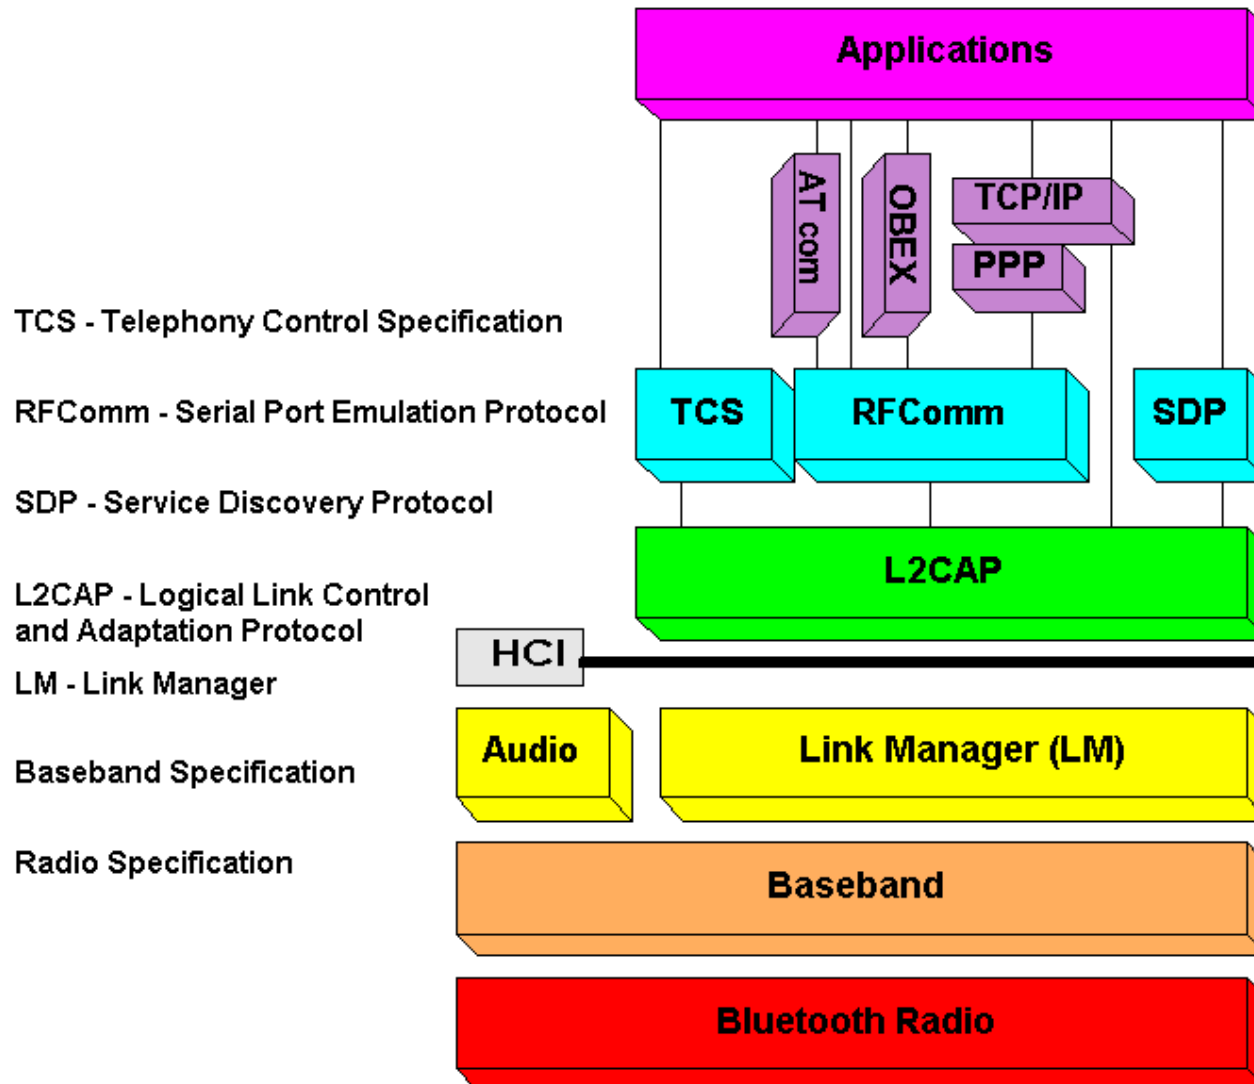 Applications
AT com
OBEX
TCP/IP
PPP
TCS - Telephony Control Specification
RFComm - Serial Port Emulation Protocol
TCS
RFComm
SDP
SDP - Service Discovery Protocol
L2CAP
L2CAP - Logical Link Control
and Adaptation Protocol
HCI
LM - Link Manager
Audio
Link Manager (LM)
Baseband Specification
Radio Specification
Baseband
Bluetooth Radio